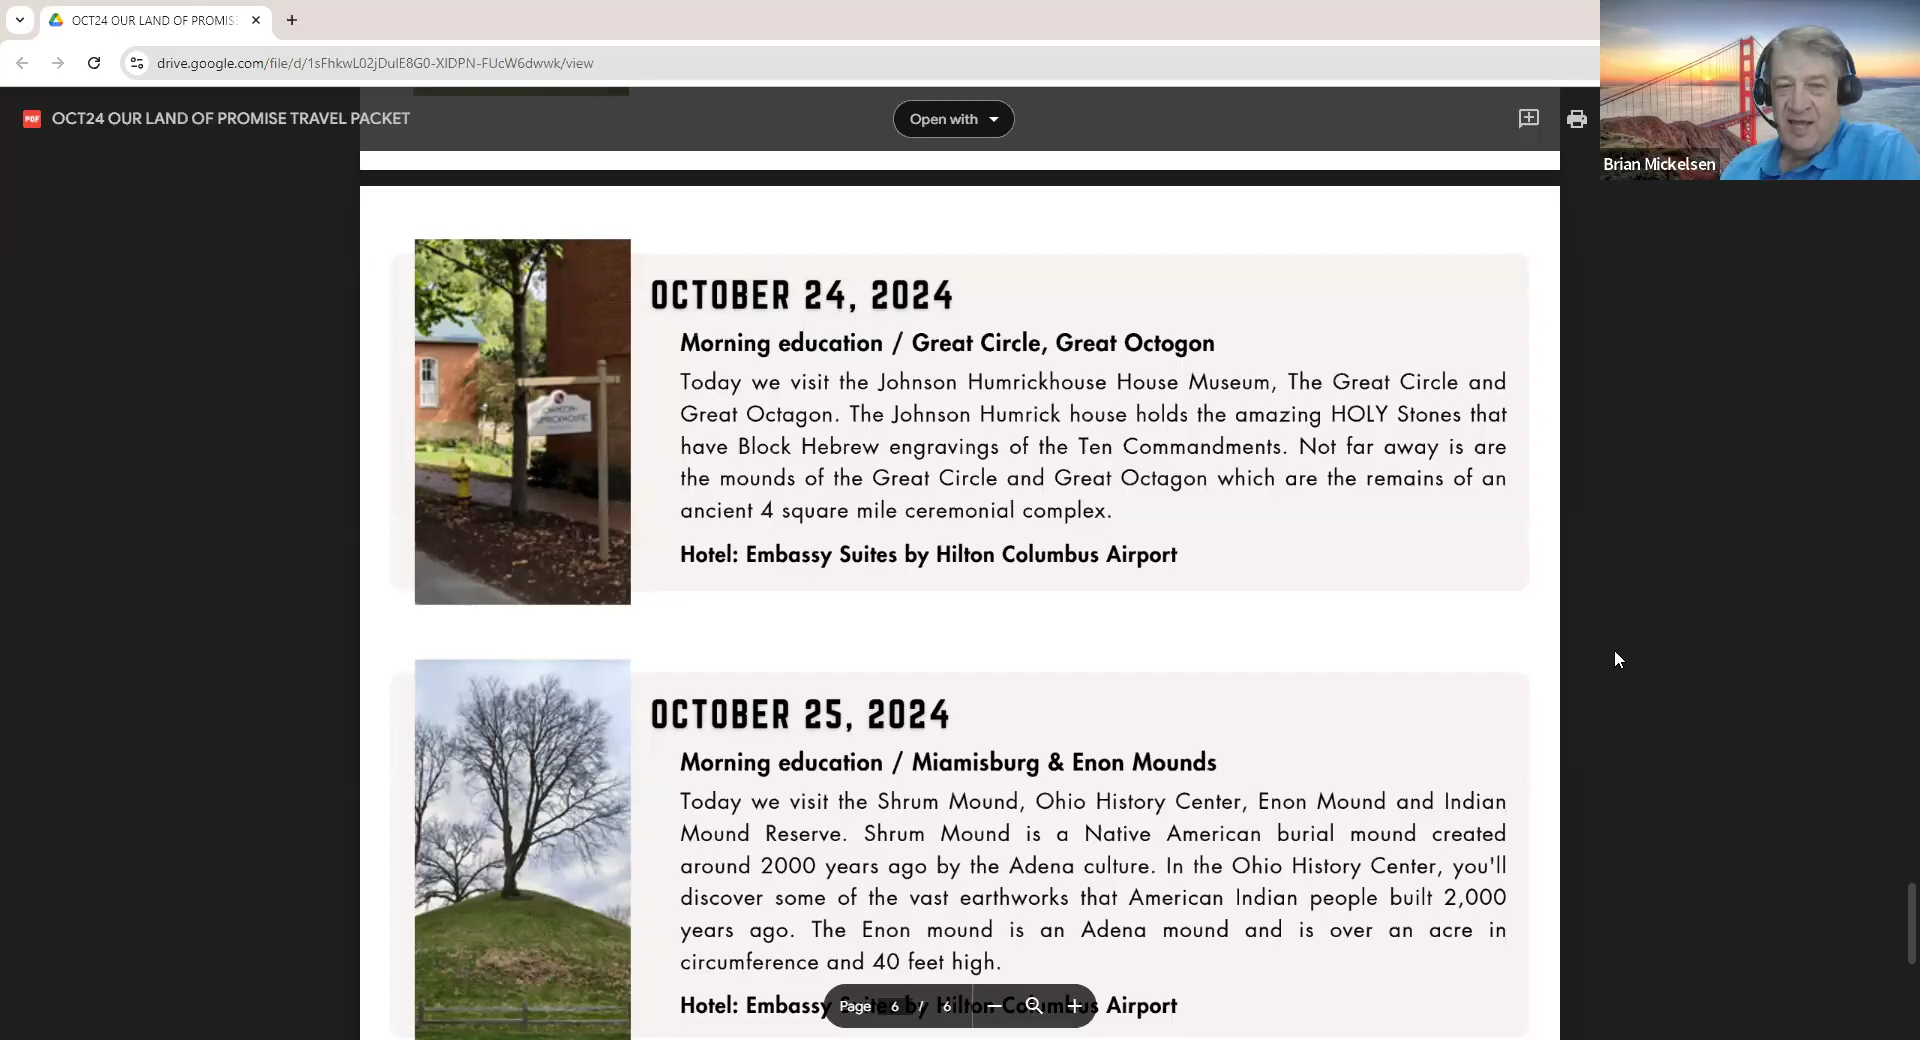 OCT24 OUR LAND OF PROMIS
drive.google.com/file/d/1sFhkwL02jDulE8G0-XIDPN-FUcW6dwwk/view
PDF
OCT24 OUR LAND OF PROMISE TRAVEL PACKET
Open with
Brian Mickelsen
OCTOBER 24, 2024
Morning education / Great Circle, Great Octogon
Today we visit the Johnson Humrickhouse House Museum, The Great Circle and
Great Octagon. The Johnson Humrick house holds the amazing HOLY Stones that
have Block Hebrew engravings of the Ten Commandments. Not far away is are
the mounds of the Great Circle and Great Octagon which are the remains of an
ancient 4 square mile ceremonial complex.
Hotel: Embassy Suites by Hilton Columbus Airport
OCTOBER 25, 2024
Morning education / Miamisburg & Enon Mounds
Today we visit the Shrum Mound, Ohio History Center, Enon Mound and Indian
Mound Reserve. Shrum Mound is a Native American burial mound created
around 2000 years ago by the Adena culture. In the Ohio History Center, you'll
discover some of the vast earthworks that American Indian people built 2,000
years ago. The Enon mound is an Adena mound and is over an acre in
circumference and 40 feet high.
Hotel: Embassy Suites by Hilton Columbus Airport
Page 6 / 6